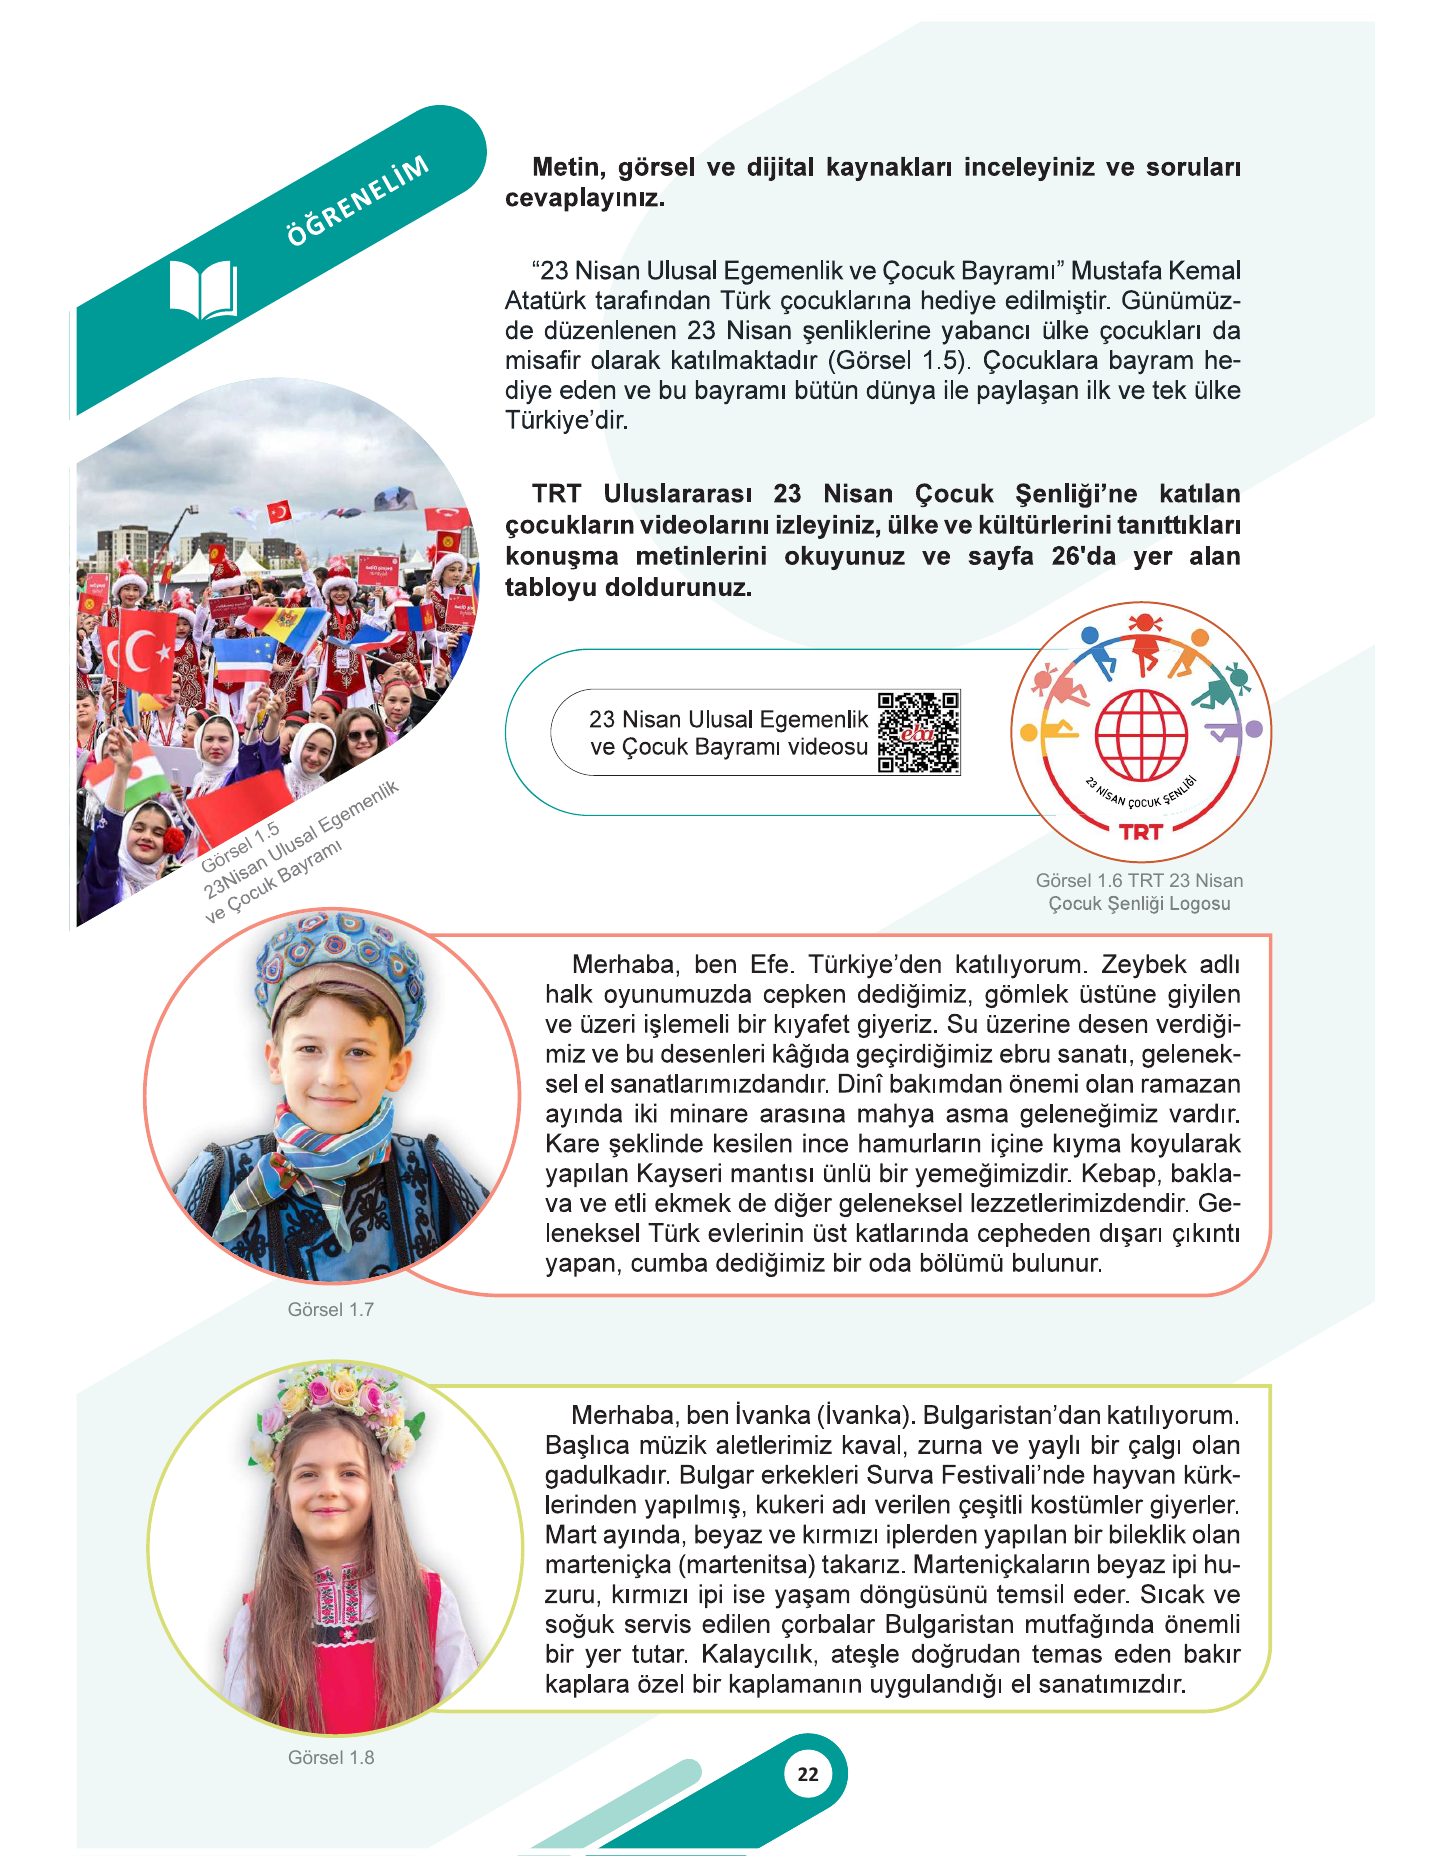 ÖĞRENELİM
Metin, görsel ve dijital kaynakları inceleyiniz ve soruları
cevaplayınız.
“23 Nisan Ulusal Egemenlik ve Çocuk Bayramı” Mustafa Kemal
Atatürk tarafından Türk çocuklarına hediye edilmiştir. Günümüz-
de düzenlenen 23 Nisan şenliklerine yabancı ülke çocukları da
misafir olarak katılmaktadır (Görsel 1.5). Çocuklara bayram he-
diye eden ve bu bayramı bütün dünya ile paylaşan ilk ve tek ülke
Türkiye’dir.
TRT Uluslararası 23 Nisan Çocuk Şenliği’ne katılan
çocukların videolarını izleyiniz, ülke ve kültürlerini tanıttıkları
konuşma metinlerini okuyunuz ve sayfa 26'da yer alan
tabloyu doldurunuz.
23 Nisan Ulusal Egemenlik
ve Çocuk Bayramı videosu
eba
23 NİSAN ÇOCUK ŞENLİĞİ
TRT
Görsel 1.5
23Nisan Ulusal Egemenlik
ve Çocuk Bayramı
Görsel 1.6 TRT 23 Nisan
Çocuk Şenliği Logosu
Merhaba, ben Efe. Türkiye’den katılıyorum. Zeybek adlı
halk oyunumuzda cepken dediğimiz, gömlek üstüne giyilen
ve üzeri işlemeli bir kıyafet giyeriz. Su üzerine desen verdiği-
miz ve bu desenleri kâğıda geçirdiğimiz ebru sanatı, gelenek-
sel el sanatlarımızdandır. Dinî bakımdan önemi olan ramazan
ayında iki minare arasına mahya asma geleneğimiz vardır.
Kare şeklinde kesilen ince hamurların içine kıyma koyularak
yapılan Kayseri mantısı ünlü bir yemeğimizdir. Kebap, bakla-
va ve etli ekmek de diğer geleneksel lezzetlerimizdendir. Ge-
leneksel Türk evlerinin üst katlarında cepheden dışarı çıkıntı
yapan, cumba dediğimiz bir oda bölümü bulunur.
Görsel 1.7
Merhaba, ben İvanka (İvanka). Bulgaristan’dan katılıyorum.
Başlıca müzik aletlerimiz kaval, zurna ve yaylı bir çalgı olan
gadulkadır. Bulgar erkekleri Surva Festivali’nde hayvan kürk-
lerinden yapılmış, kukeri adı verilen çeşitli kostümler giyerler.
Mart ayında, beyaz ve kırmızı iplerden yapılan bir bileklik olan
marteniçka (martenitsa) takarız. Marteniçkaların beyaz ipi hu-
zuru, kırmızı ipi ise yaşam döngüsünü temsil eder. Sıcak ve
soğuk servis edilen çorbalar Bulgaristan mutfağında önemli
bir yer tutar. Kalaycılık, ateşle doğrudan temas eden bakır
kaplara özel bir kaplamanın uygulandığı el sanatımızdır.
Görsel 1.8
22